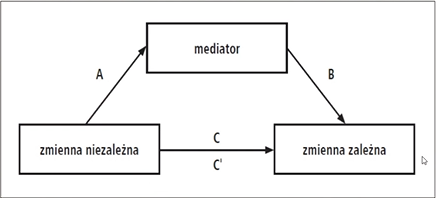 mediator
A
B
zmienna niezależna
C
C'
zmienna zależna